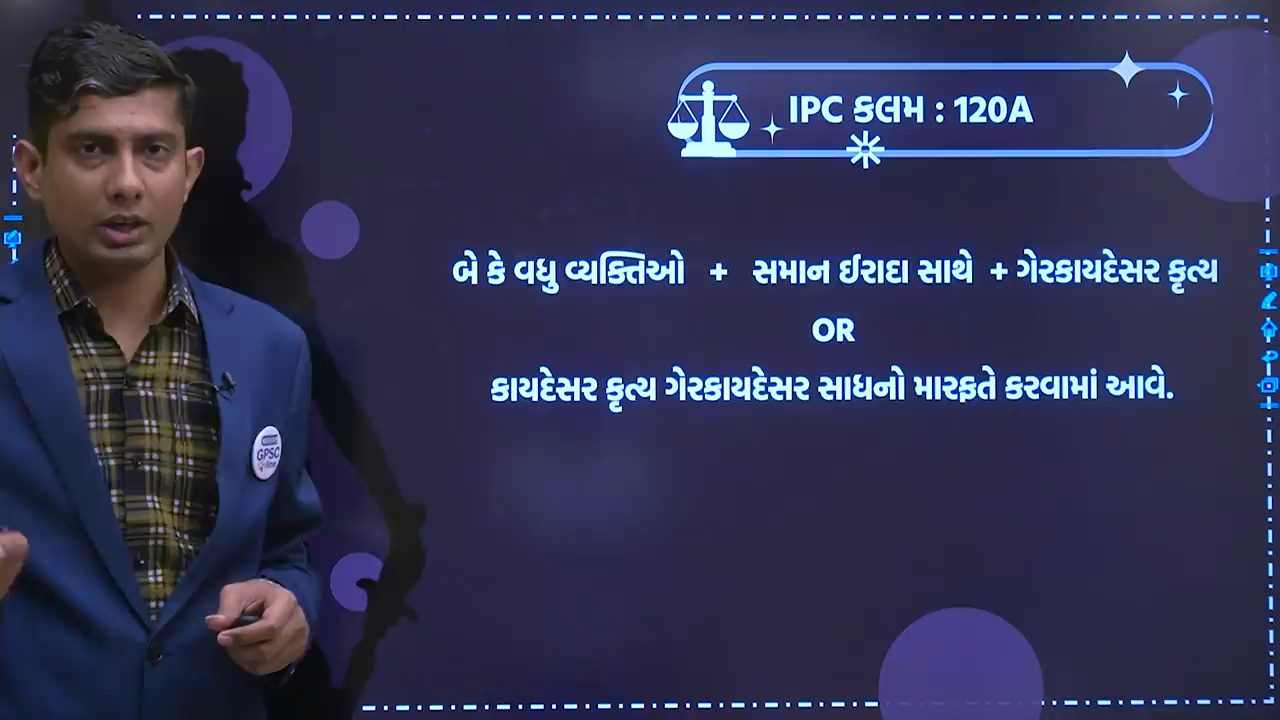 IPC કલમ : 120A
બે કે વધુ વ્યક્તિઓ + સમાન ઈરાદા સાથે + ગેરકાયદેસર કૃત્ય
OR
કાયદેસર કૃત્ય ગેરકાયદેસર સાધનો મારફતે કરવામાં આવે.
GPSC